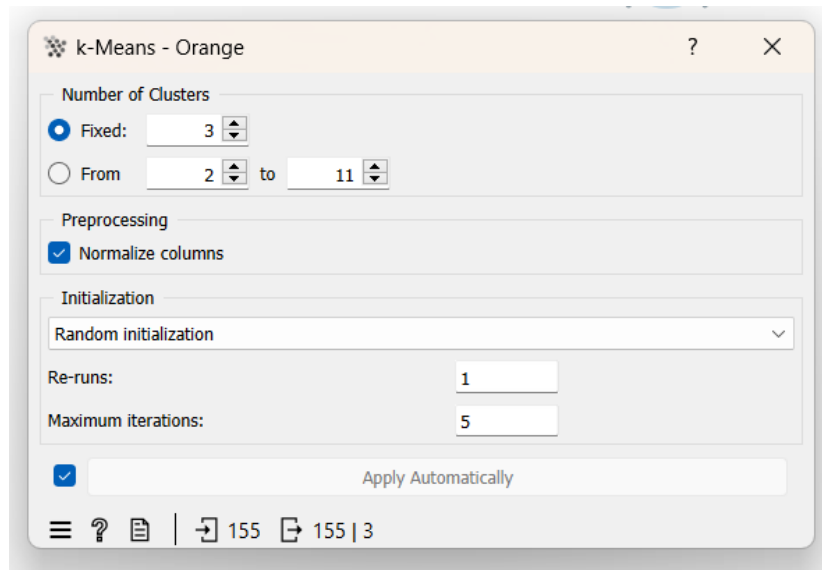 k-Means - Orange ?
Number of Clusters
Fixed: 3
From 2 to 11
Preprocessing
Normalize columns
Initialization
Random initialization
Re-runs: 1
Maximum iterations: 5
Apply Automatically
? 155 155 | 3